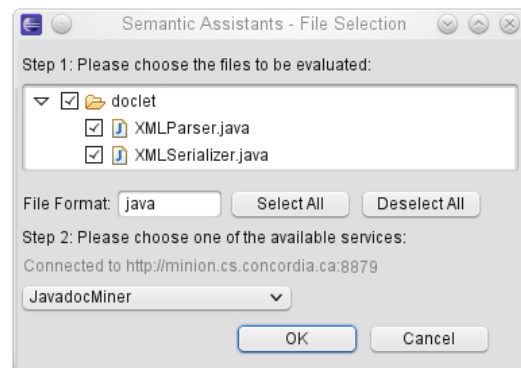 Semantic Assistants - File Selection
Step 1: Please choose the files to be evaluated:
doclet
XMLParser.java
XMLSerializer.java
File Format: java Select All Deselect All
Step 2: Please choose one of the available services:
Connected to http://minion.cs.concordia.ca:8879
JavadocMiner
OK Cancel